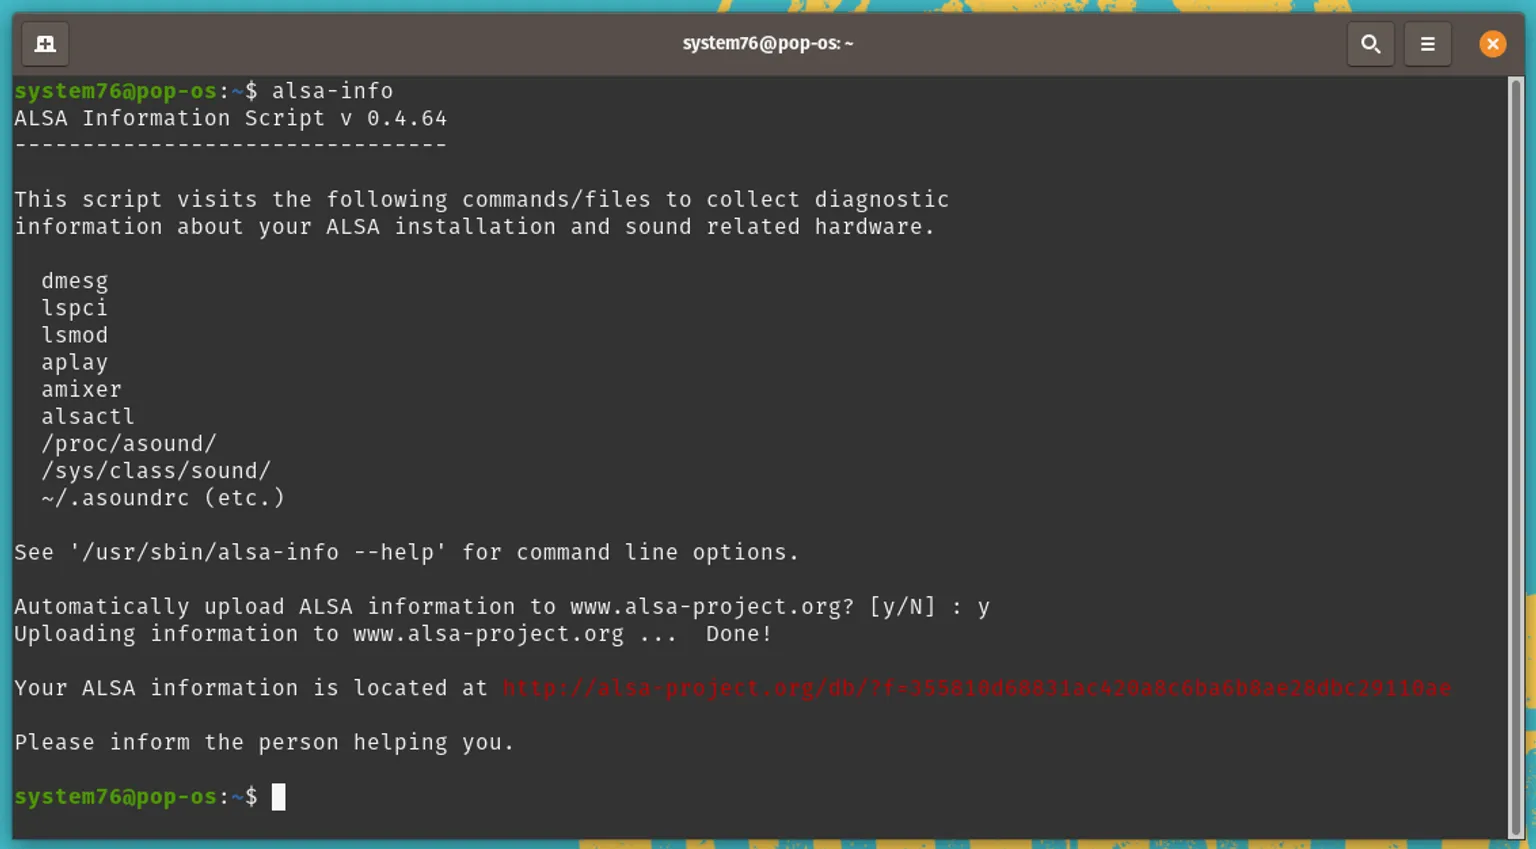 system76@pop-os: ~
system76@pop-os:~$ alsa-info
ALSA Information Script v 0.4.64
--------------------------------
This script visits the following commands/files to collect diagnostic
information about your ALSA installation and sound related hardware.
dmesg
lspci
lsmod
aplay
amixer
alsactl
/proc/asound/
/sys/class/sound/
~/.asoundrc (etc.)
See '/usr/sbin/alsa-info --help' for command line options.
Automatically upload ALSA information to www.alsa-project.org? [y/N] : y
Uploading information to www.alsa-project.org ...  Done!
Your ALSA information is located at http://alsa-project.org/db/?f=355810d68831ac420a8c6ba6b8ae28dbc29110ae
Please inform the person helping you.
system76@pop-os:~$